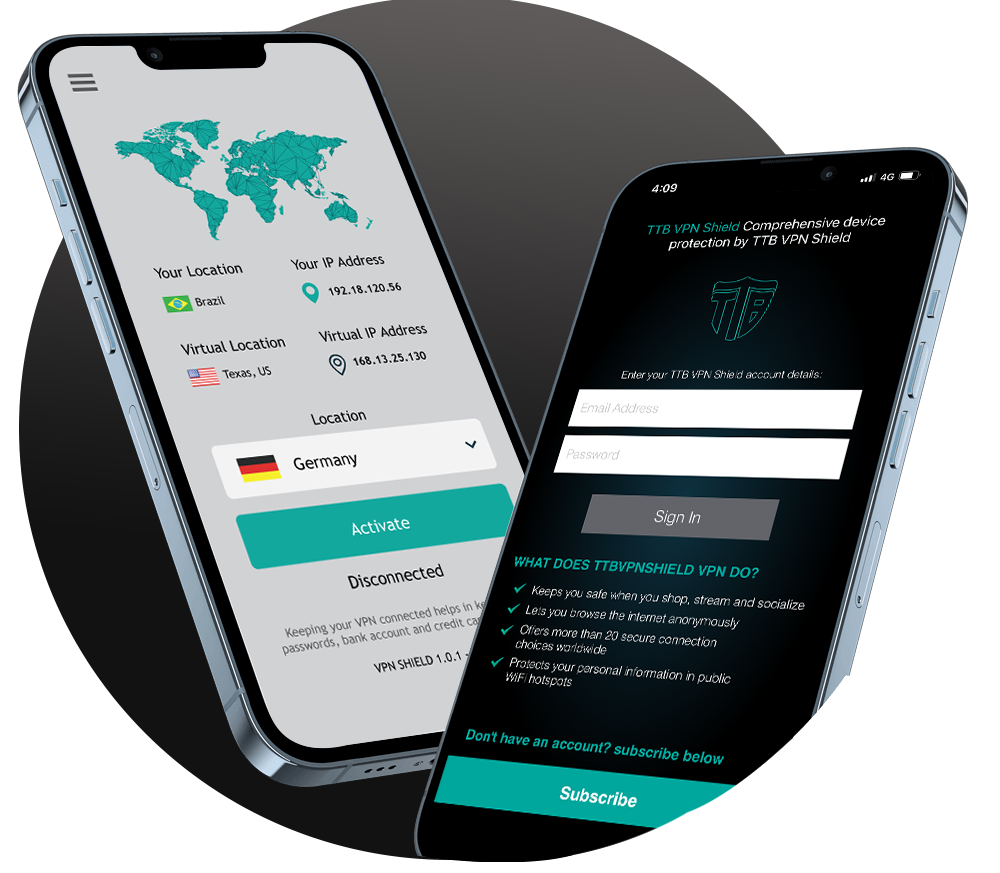 Your Location
Your IP Address
Brazil
192.18.120.56
Virtual Location
Virtual IP Address
Texas, US
168.13.25.130
Location
Germany
Activate
Disconnected
Keeping your VPN connected helps in
passwords, bank account and credit
VPN SHIELD 1.0.1 -
4:09
4G
TTB VPN Shield Comprehensive device
protection by TTB VPN Shield
TTB
Enter your TTB VPN Shield account details:
Email Address
Password
Sign In
WHAT DOES TTBVPNSHIELD VPN DO?
Keeps you safe when you shop, stream and socialize
Lets you browse the internet anonymously
Offers more than 20 secure connection
choices worldwide
Protects your personal information in public
WiFi hotspots
Don't have an account? subscribe below
Subscribe